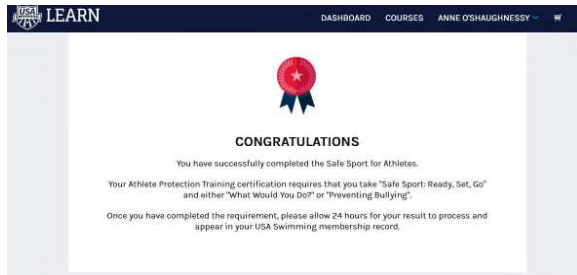 USA LEARN
DASHBOARD COURSES ANNE O'SHAUGHNESSY
CONGRATULATIONS
You have successfully completed the Safe Sport for Athletes.
Your Athlete Protection Training certification requires that you take "Safe Sport: Ready, Set, Go"
and either "What Would You Do?" or "Preventing Bullying".
Once you have completed the requirement, please allow 24 hours for your result to process and
appear in your USA Swimming membership record.